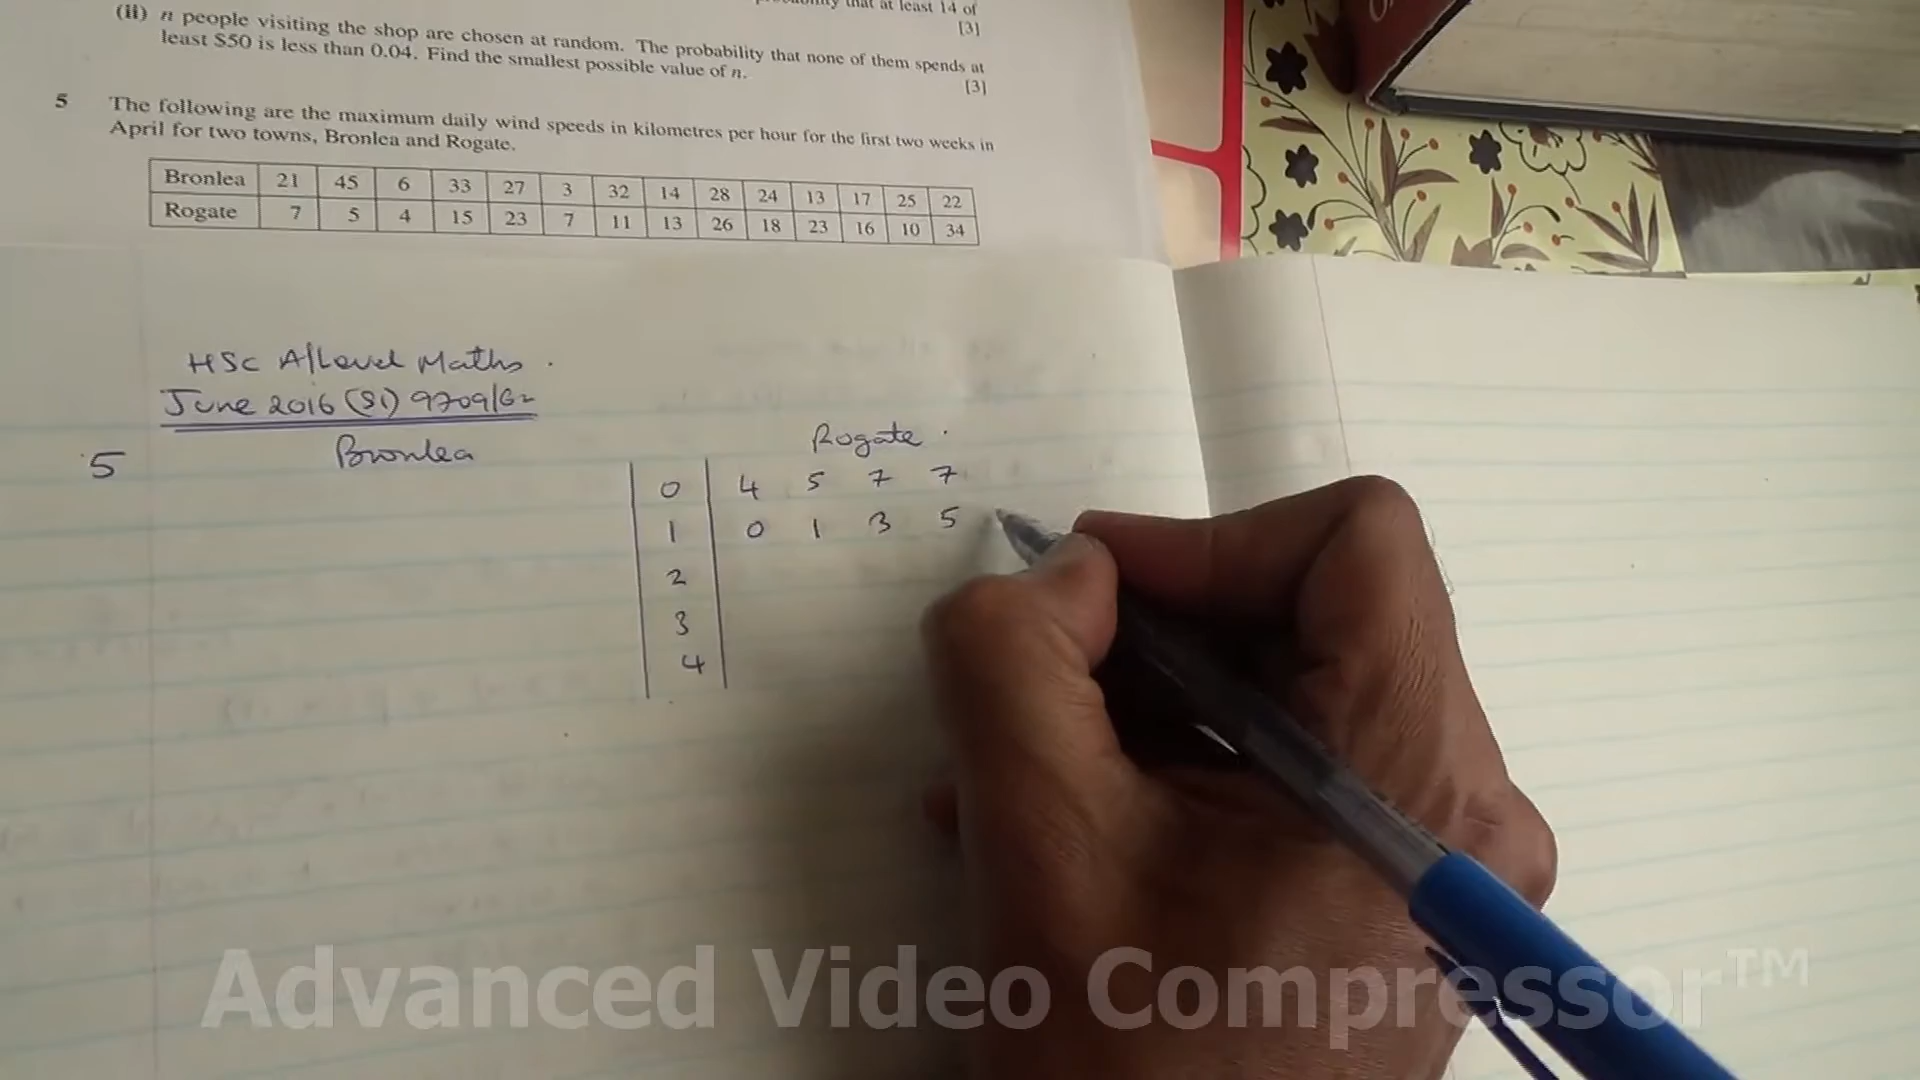 probability that at least 14 of
[3]
(ii) n people visiting the shop are chosen at random. The probability that none of them spends at
least $50 is less than 0.04. Find the smallest possible value of n.
[3]
5 The following are the maximum daily wind speeds in kilometres per hour for the first two weeks in
April for two towns, Bronlea and Rogate.
Bronlea 21 45 6 33 27 3 32 14 28 24 13 17 25 22
Rogate 7 5 4 15 23 7 11 13 26 18 23 16 10 34
HSC A/Level Maths.
June 2016 (S1) 9709/62
5 Bronlea Rogate.
0 4 5 7 7
1 0 1 3 5
2
3
4
Advanced Video Compressor™